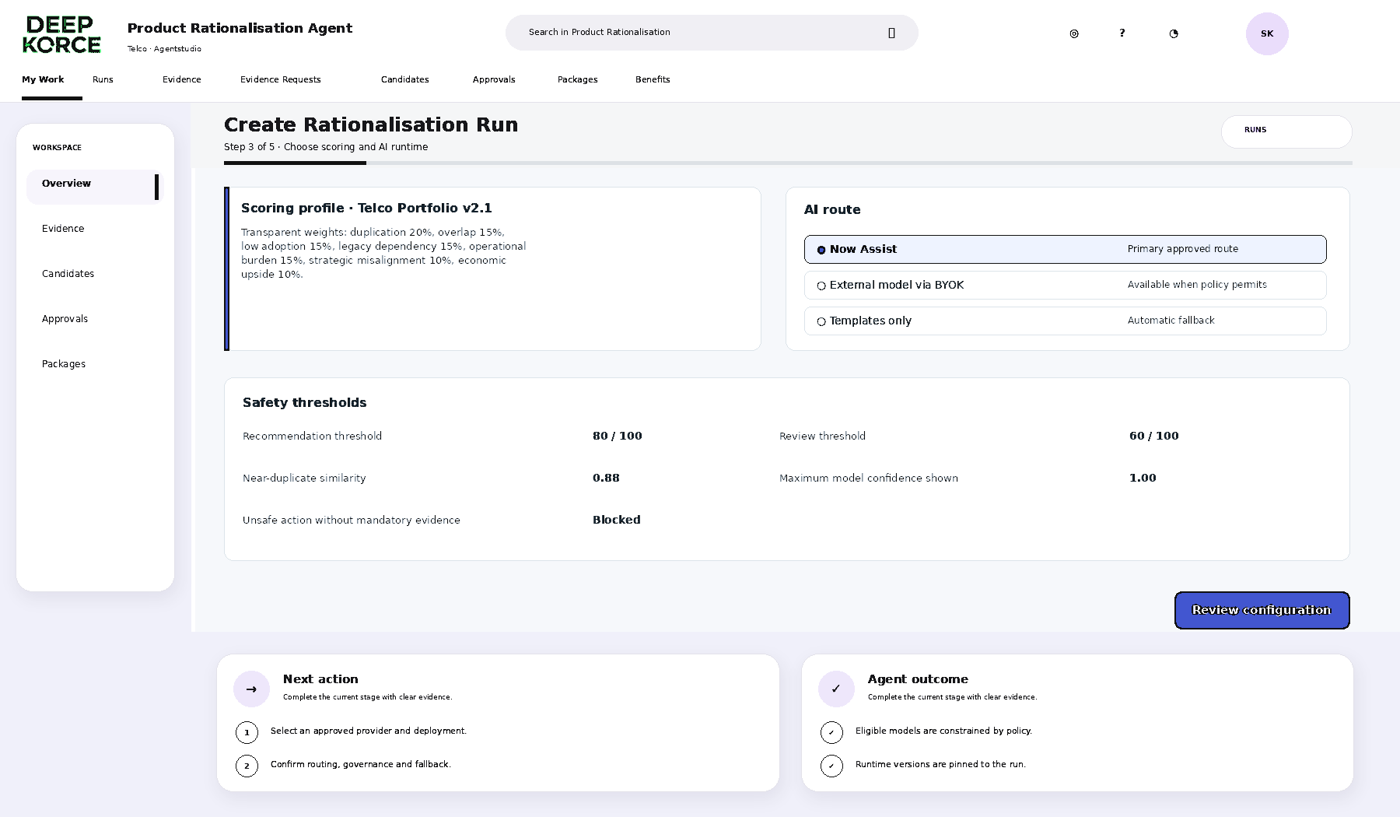 DEEP
KORCE
Product Rationalisation Agent
Telco · Agentstudio
Search in Product Rationalisation
?
SK
My Work
Runs
Evidence
Evidence Requests
Candidates
Approvals
Packages
Benefits
WORKSPACE
Overview
Evidence
Candidates
Approvals
Packages
Create Rationalisation Run
Step 3 of 5 · Choose scoring and AI runtime
RUNS
Scoring profile · Telco Portfolio v2.1
Transparent weights: duplication 20%, overlap 15%,
low adoption 15%, legacy dependency 15%, operational
burden 15%, strategic misalignment 10%, economic
upside 10%.
AI route
Now Assist
Primary approved route
External model via BYOK
Available when policy permits
Templates only
Automatic fallback
Safety thresholds
Recommendation threshold
80 / 100
Review threshold
60 / 100
Near-duplicate similarity
0.88
Maximum model confidence shown
1.00
Unsafe action without mandatory evidence
Blocked
Review configuration
→
Next action
Complete the current stage with clear evidence.
1
Select an approved provider and deployment.
2
Confirm routing, governance and fallback.
✓
Agent outcome
Complete the current stage with clear evidence.
✓
Eligible models are constrained by policy.
✓
Runtime versions are pinned to the run.